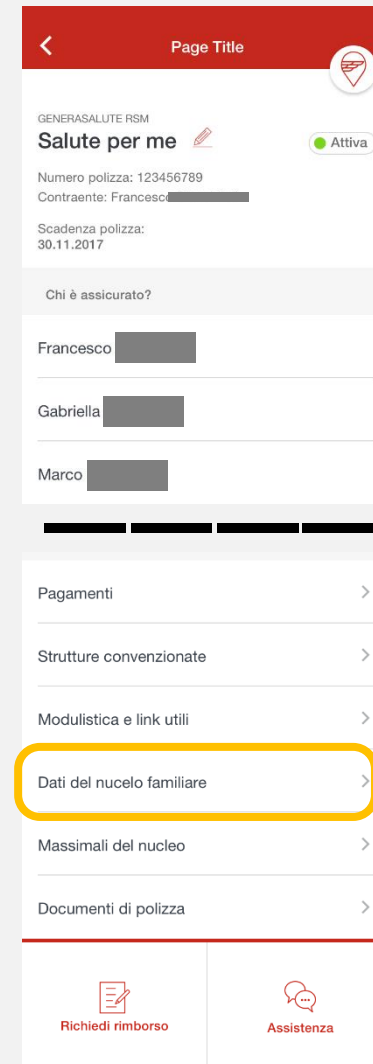 Page Title
GENERASALUTE RSM
Salute per me
Attiva
Numero polizza: 123456789
Contraente: Francesco
Scadenza polizza:
30.11.2017
Chi è assicurato?
Francesco
Gabriella
Marco
Pagamenti
Strutture convenzionate
Modulistica e link utili
Dati del nucelo familiare
Massimali del nucleo
Documenti di polizza
Richiedi rimborso
Assistenza